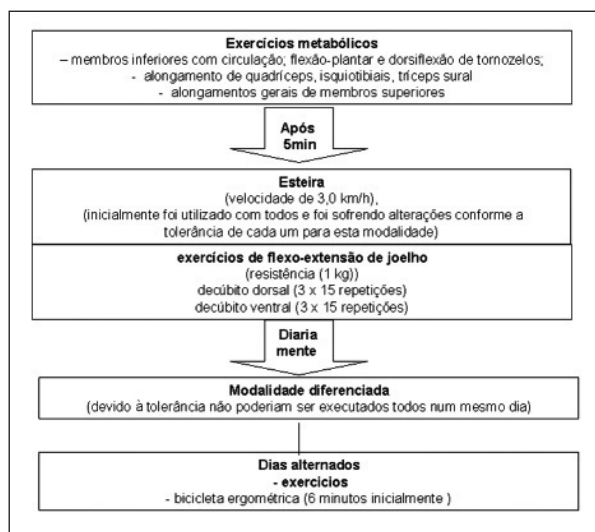 Exercícios metabólicos
– membros inferiores com circulação; flexão-plantar e dorsiflexão de tornozelos;
- alongamento de quadríceps, isquiotibiais, tríceps sural
- alongamentos gerais de membros superiores
Após
5min
Esteira
(velocidade de 3,0 km/h),
(inicialmente foi utilizado com todos e foi sofrendo alterações conforme a
tolerância de cada um para esta modalidade)
exercícios de flexo-extensão de joelho
(resistência (1 kg))
decúbito dorsal (3 x 15 repetições)
decúbito ventral (3 x 15 repetições)
Diaria
mente
Modalidade diferenciada
(devido à tolerância não poderiam ser executados todos num mesmo dia)
Dias alternados
- exercícios
- bicicleta ergométrica (6 minutos inicialmente )